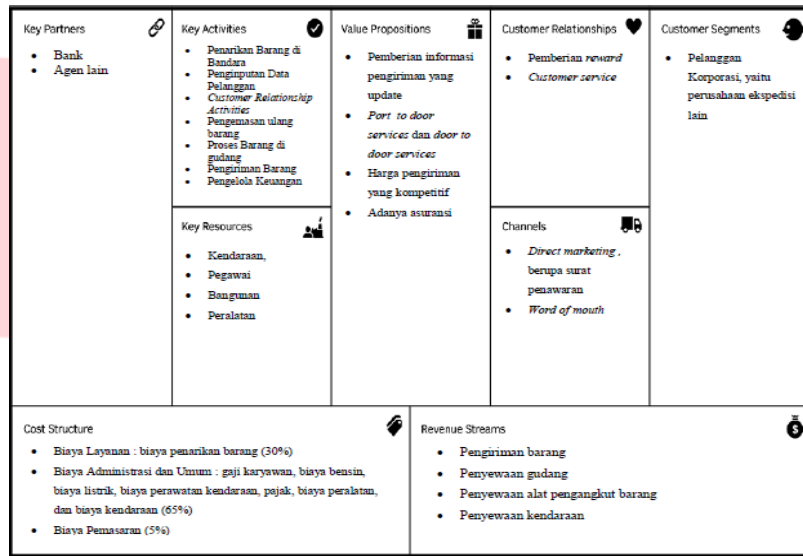 Key Partners
• Bank
• Agen lain
Key Activities
• Penarikan Barang di
Bandara
• Penginputan Data
Pelanggan
• Customer Relationship
Activities
• Pengemasan ulang
barang
• Proses Barang di
gudang
• Pengiriman Barang
• Pengelola Keuangan
Key Resources
• Kendaraan,
• Pegawai
• Bangunan
• Peralatan
Value Propositions
• Pemberian informasi
pengiriman yang
update
• Port to door
services dan door to
door services
• Harga pengiriman
yang kompetitif
• Adanya asuransi
Customer Relationships
• Pemberian reward
• Customer service
Channels
• Direct marketing ,
berupa surat
penawaran
• Word of mouth
Customer Segments
• Pelanggan
Korporasi, yaitu
perusahaan ekspedisi
lain
Cost Structure
• Biaya Layanan : biaya penarikan barang (30%)
• Biaya Administrasi dan Umum : gaji karyawan, biaya bensin,
biaya listrik, biaya perawatan kendaraan, pajak, biaya peralatan,
dan biaya kendaraan (65%)
• Biaya Pemasaran (5%)
Revenue Streams
• Pengiriman barang
• Penyewaan gudang
• Penyewaan alat pengangkut barang
• Penyewaan kendaraan